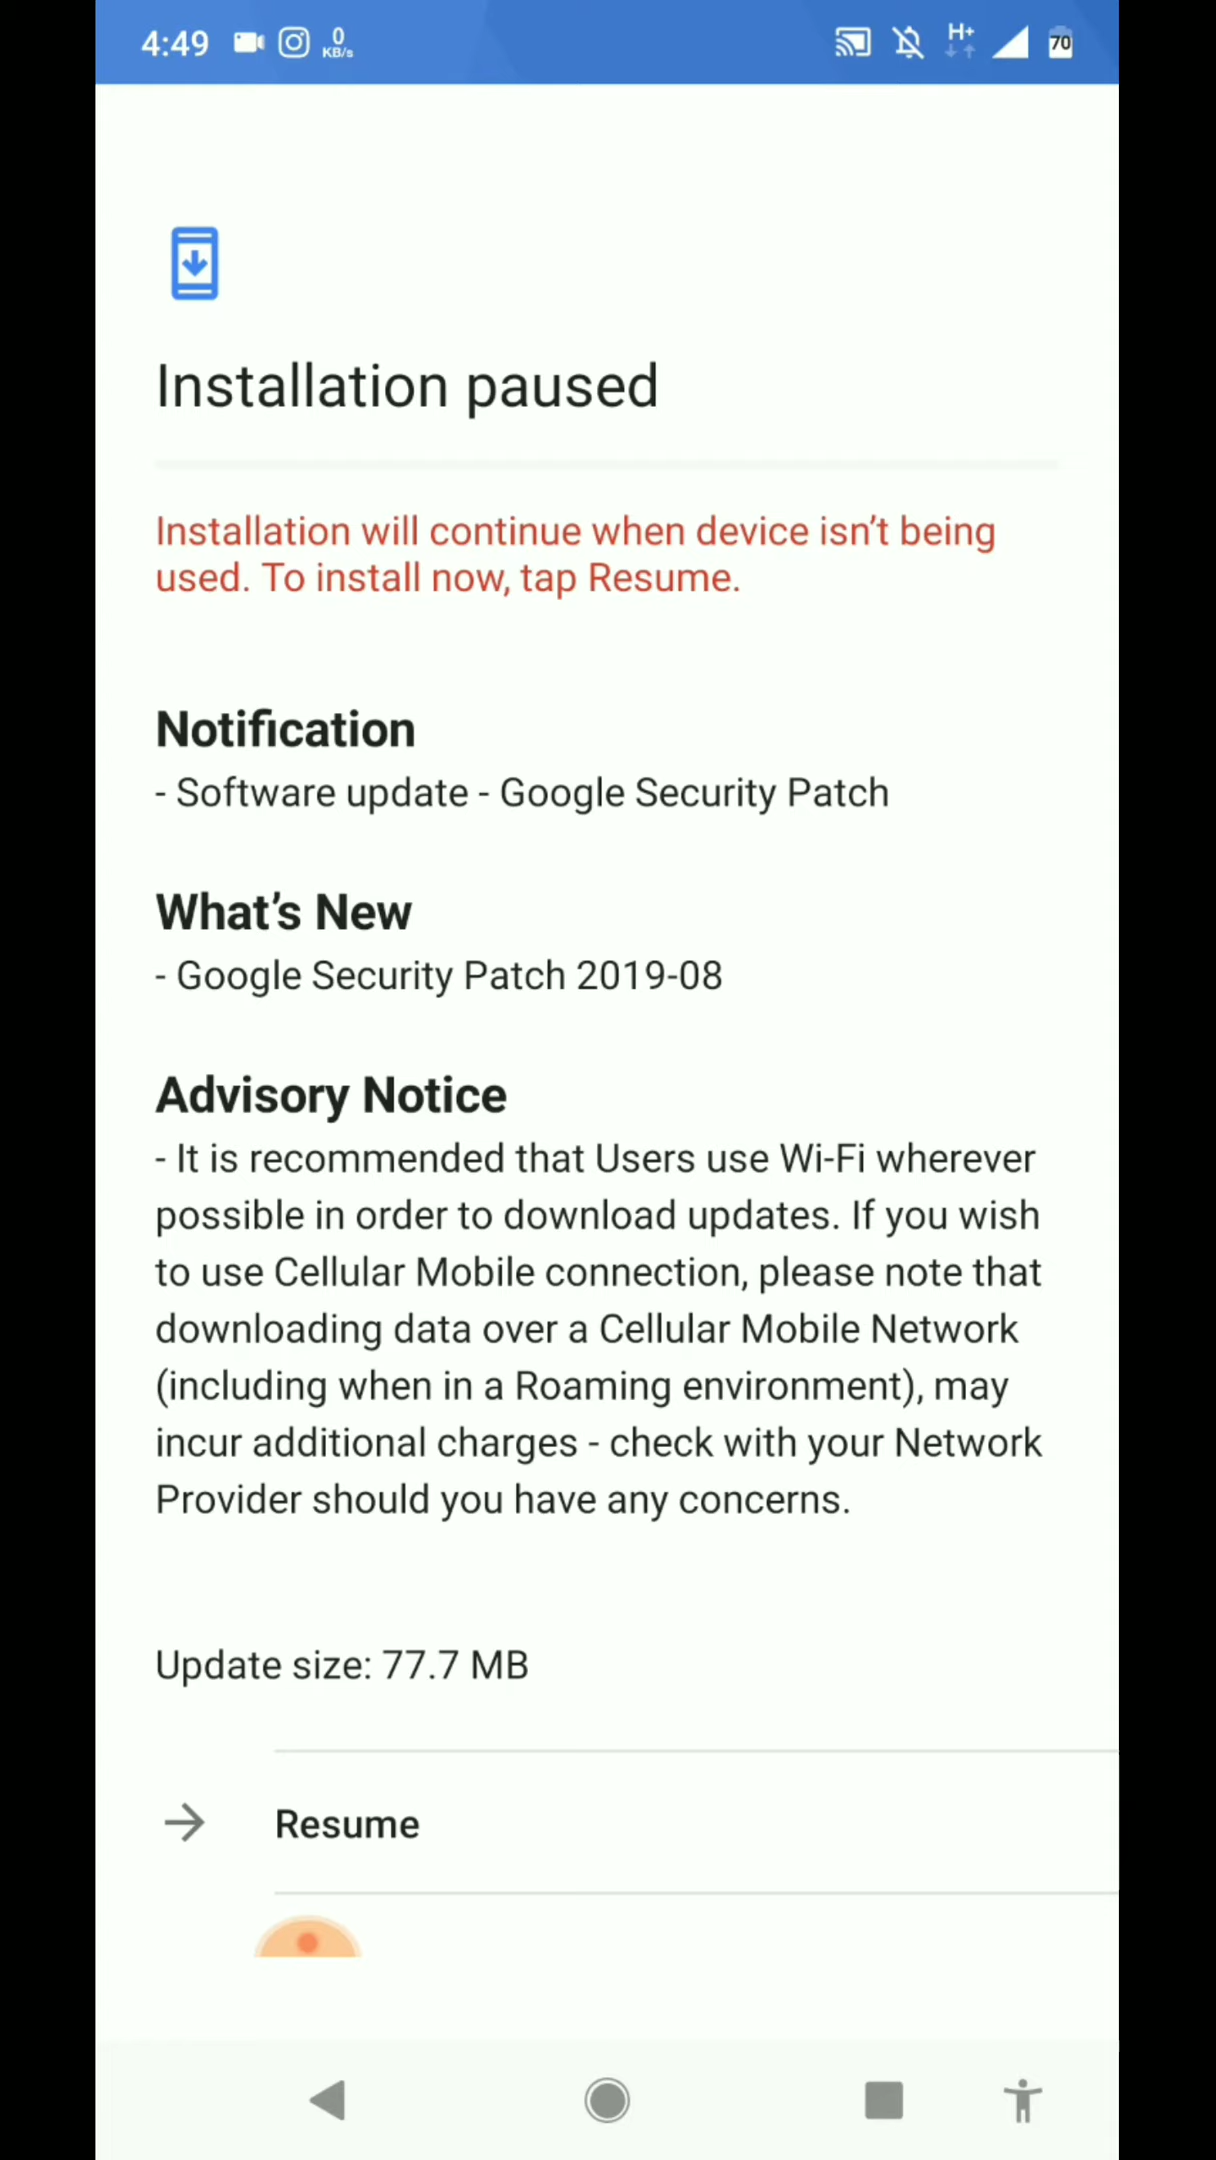 4:49 0 KB/s H+ 70
Installation paused
Installation will continue when device isn’t being
used. To install now, tap Resume.
Notification
- Software update - Google Security Patch
What’s New
- Google Security Patch 2019-08
Advisory Notice
- It is recommended that Users use Wi-Fi wherever
possible in order to download updates. If you wish
to use Cellular Mobile connection, please note that
downloading data over a Cellular Mobile Network
(including when in a Roaming environment), may
incur additional charges - check with your Network
Provider should you have any concerns.
Update size: 77.7 MB
Resume